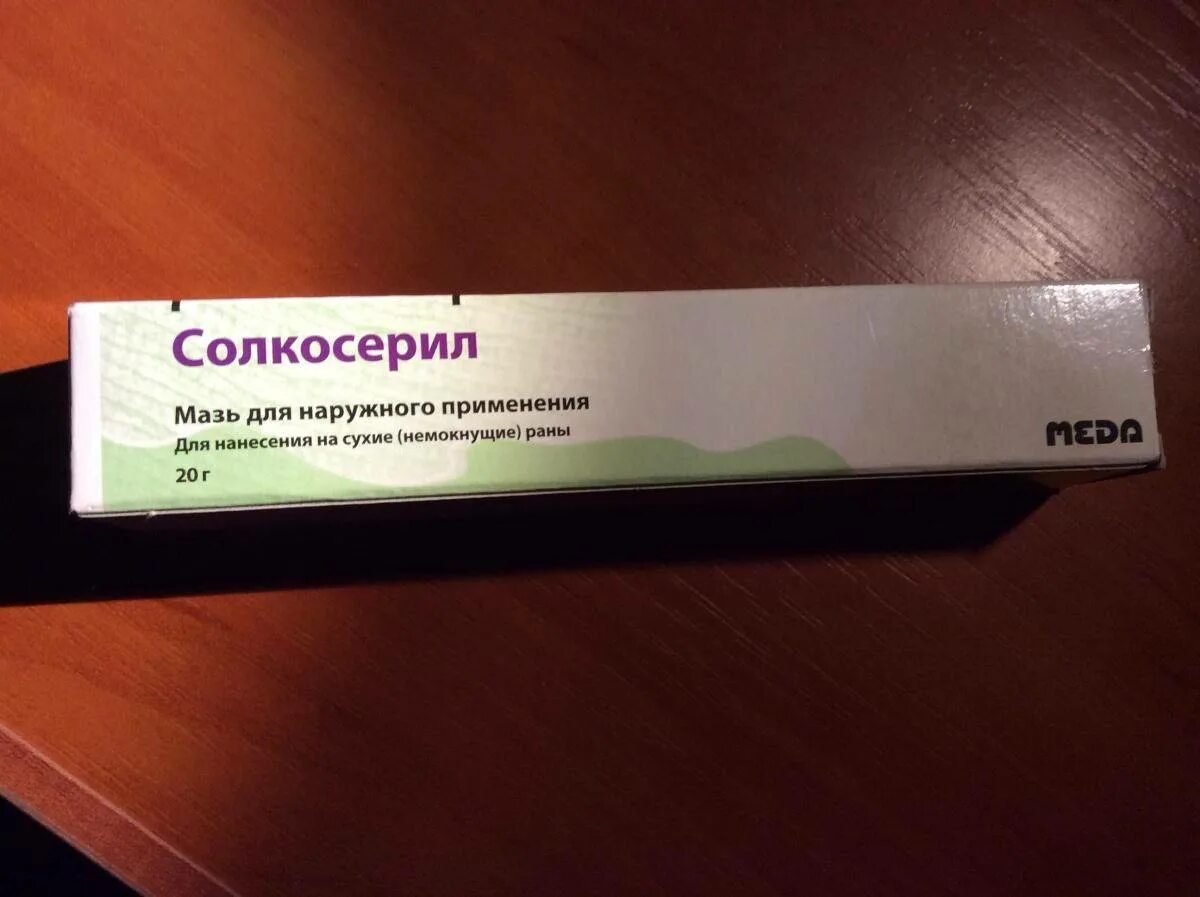 Солкосерил
Мазь для наружного применения
Для нанесения на сухие (немокнущие) раны
20 г
MEDA